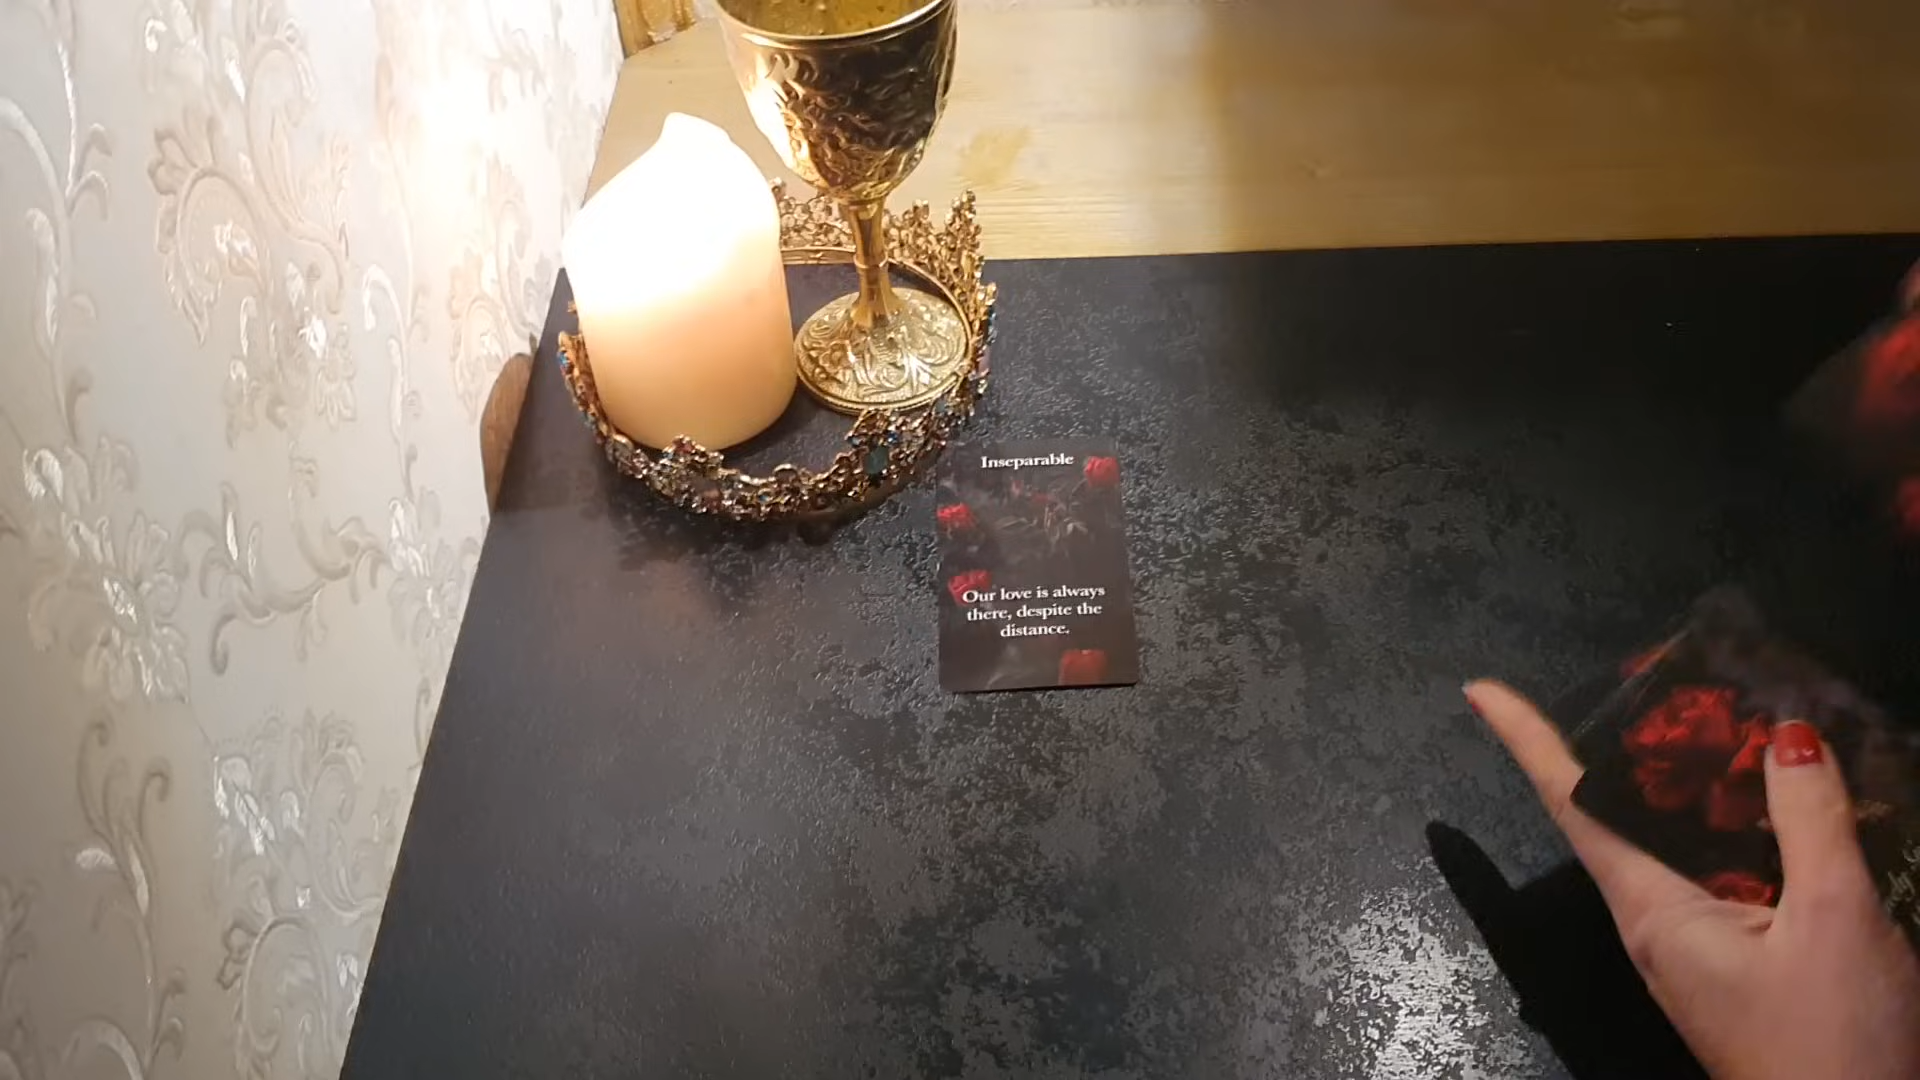 Inseparable
Our love is always
there, despite the
distance.